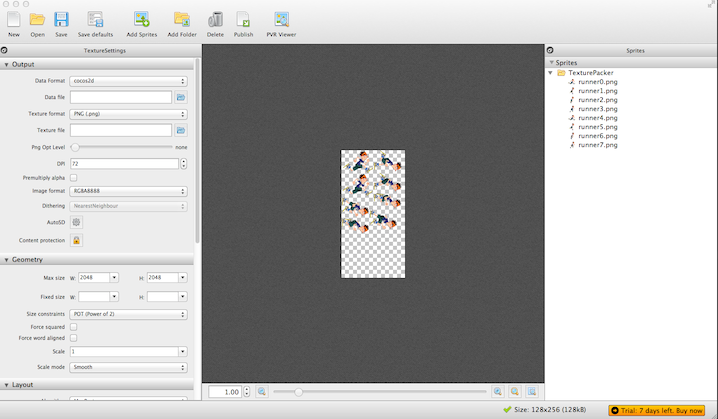 New Open Save Save defaults Add Sprites Add Folder Delete Publish PVR Viewer
TextureSettings
Output
Data Format cocos2d
Data file
Texture format PNG (.png)
Texture file
Png Opt Level none
DPI 72
Premultiply alpha
Image format RGBA8888
Dithering NearestNeighbour
AutoSD
Content protection
Geometry
Max size W: 2048 H: 2048
Fixed size W: H:
Size constraints POT (Power of 2)
Force squared
Force word aligned
Scale 1
Scale mode Smooth
Layout
1.00
Sprites
Sprites
TexturePacker
runner0.png
runner1.png
runner2.png
runner3.png
runner4.png
runner5.png
runner6.png
runner7.png
Size: 128x256 (128kB)
Trial: 7 days left. Buy now